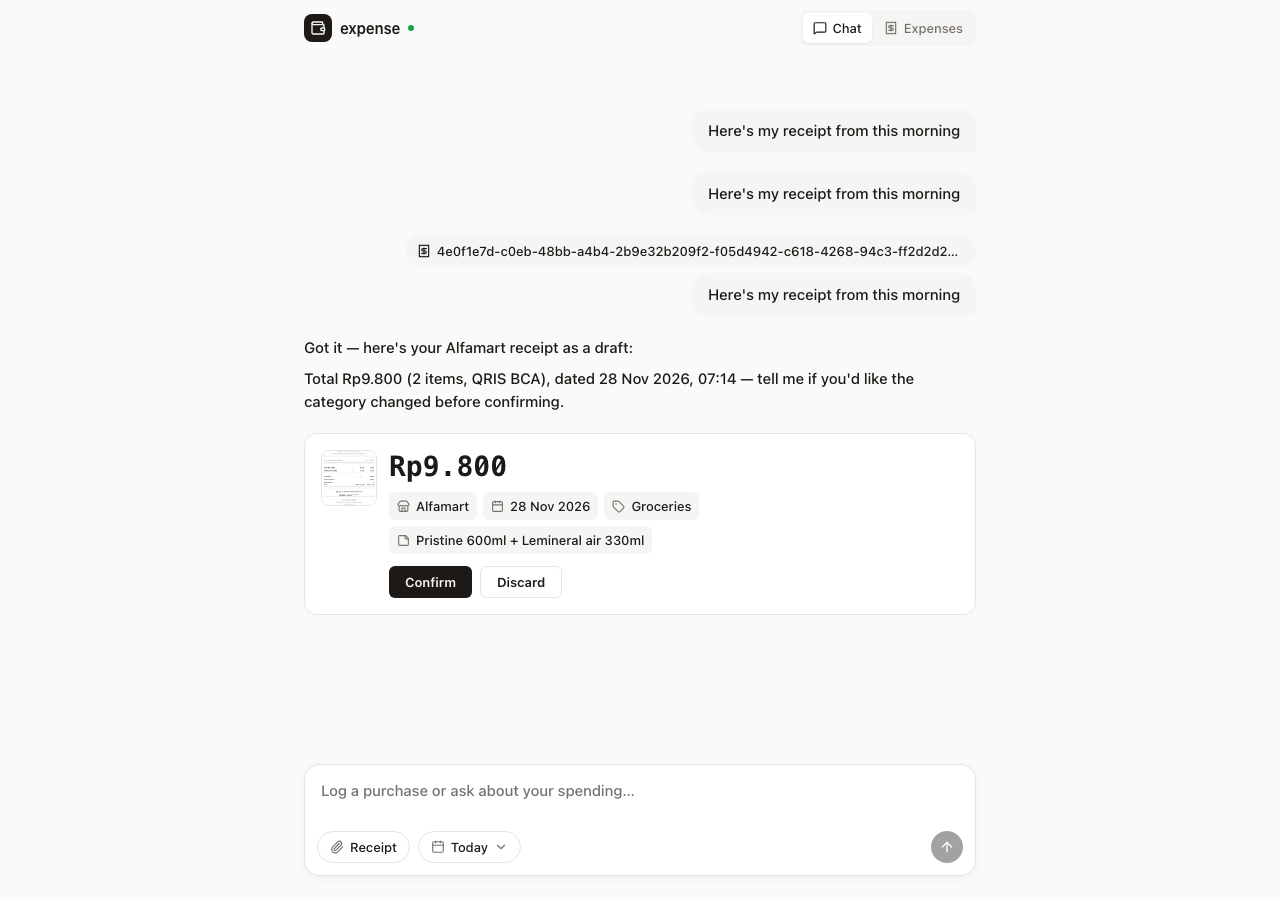 expense
Chat
Expenses
Here's my receipt from this morning
Here's my receipt from this morning
4e0f1e7d-c0eb-48bb-a4b4-2b9e32b209f2-f05d4942-c618-4268-94c3-ff2d2d2...
Here's my receipt from this morning
Got it — here's your Alfamart receipt as a draft:
Total Rp9.800 (2 items, QRIS BCA), dated 28 Nov 2026, 07:14 — tell me if you'd like the
category changed before confirming.
Rp9.800
Alfamart
28 Nov 2026
Groceries
Pristine 600ml + Lemineral air 330ml
Confirm
Discard
Log a purchase or ask about your spending...
Receipt
Today